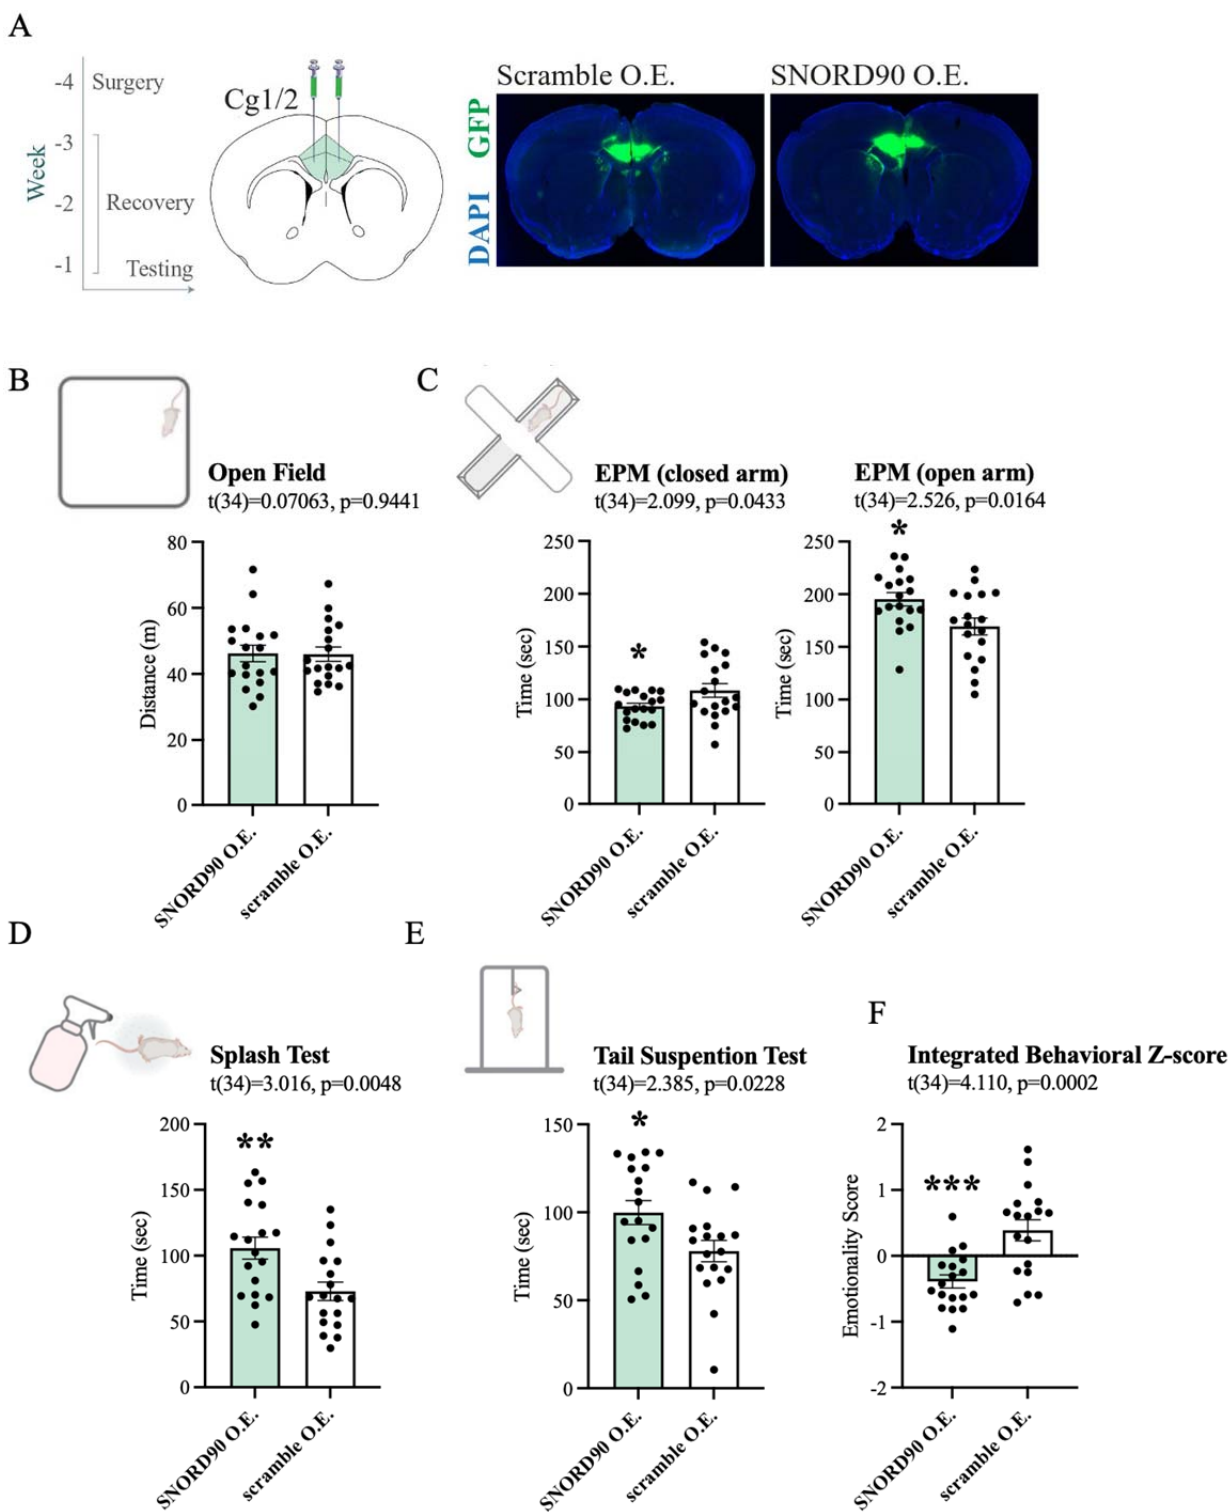 A
Week
-4 Surgery
-3
-2 Recovery
-1 Testing
Cg1/2
DAPI GFP
Scramble O.E. SNORD90 O.E.
B
Open Field
t(34)=0.07063, p=0.9441
Distance (m)
80
60
40
20
0
SNORD90 O.E.
scramble O.E.
C
EPM (closed arm)
t(34)=2.099, p=0.0433
Time (sec)
250
200
150
100
50
0
*
SNORD90 O.E.
scramble O.E.
EPM (open arm)
t(34)=2.526, p=0.0164
Time (sec)
250
200
150
100
50
0
*
SNORD90 O.E.
scramble O.E.
D
Splash Test
t(34)=3.016, p=0.0048
Time (sec)
200
150
100
50
0
**
SNORD90 O.E.
scramble O.E.
E
Tail Suspention Test
t(34)=2.385, p=0.0228
Time (sec)
150
100
50
0
*
SNORD90 O.E.
scramble O.E.
F
Integrated Behavioral Z-score
t(34)=4.110, p=0.0002
Emotionality Score
2
1
0
-1
-2
***
SNORD90 O.E.
scramble O.E.